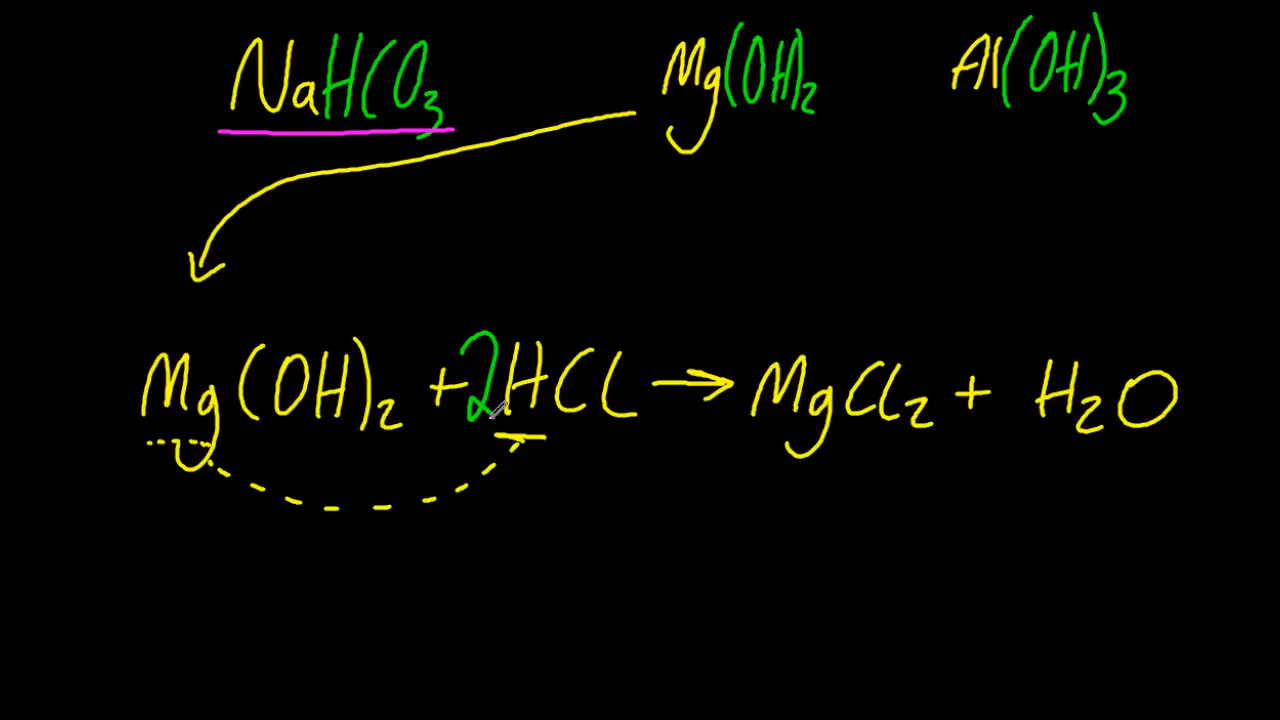 NaHCO₃ Mg(OH)₂ Al(OH)₃
Mg(OH)₂ + 2HCl → MgCl₂ + H₂O